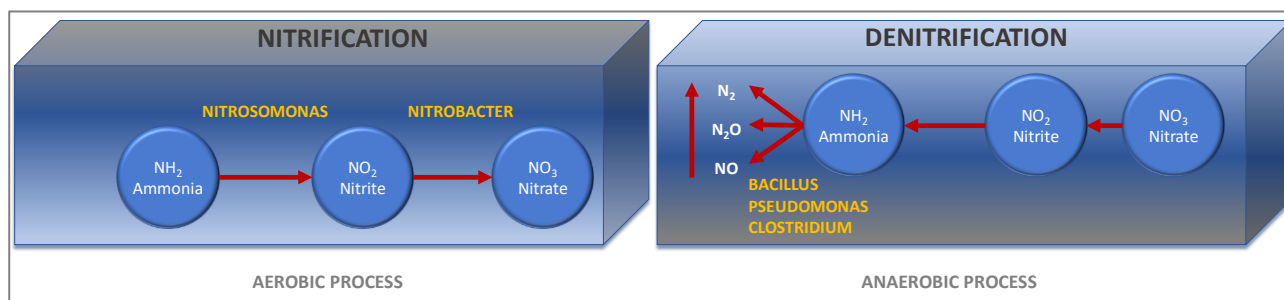 NITRIFICATION
NITROSOMONAS
NITROBACTER
NH₂
Ammonia
NO₂
Nitrite
NO₃
Nitrate
AEROBIC PROCESS
DENITRIFICATION
N₂
N₂O
NO
NH₂
Ammonia
NO₂
Nitrite
NO₃
Nitrate
BACILLUS
PSEUDOMONAS
CLOSTRIDIUM
ANAEROBIC PROCESS